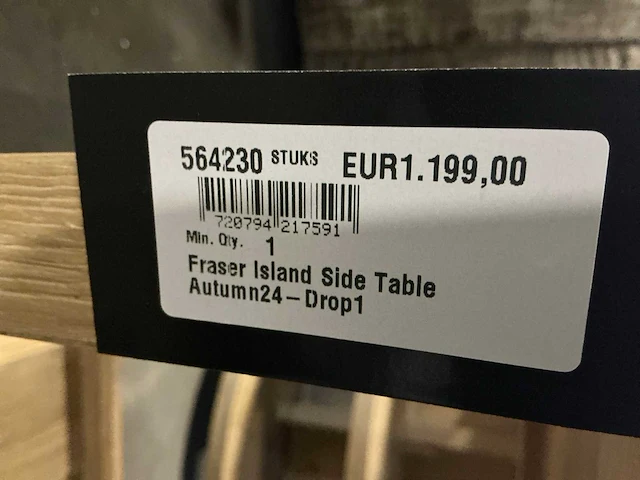 564230 STUKS EUR1.199,00
720794 217591
Min. Qty. 1
Fraser Island Side Table
Autumn24-Drop1